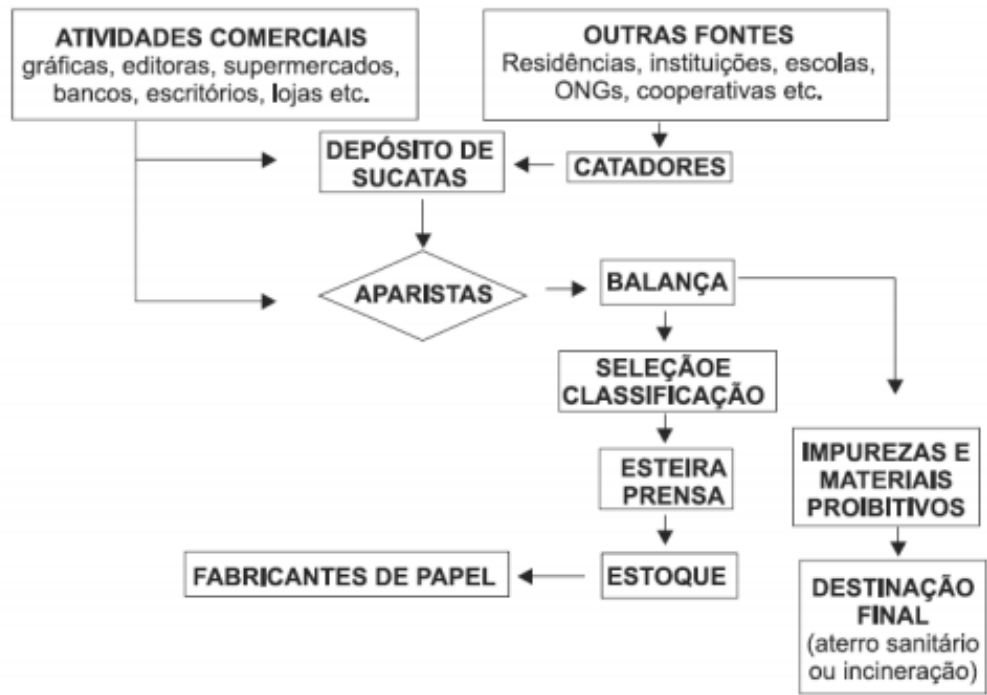 ATIVIDADES COMERCIAIS
gráficas, editoras, supermercados,
bancos, escritórios, lojas etc.
OUTRAS FONTES
Residências, instituições, escolas,
ONGs, cooperativas etc.
DEPÓSITO DE
SUCATAS
CATADORES
APARISTAS
BALANÇA
SELEÇÃOE
CLASSIFICAÇÃO
ESTEIRA
PRENSA
IMPUREZAS E
MATERIAIS
PROIBITIVOS
FABRICANTES DE PAPEL
ESTOQUE
DESTINAÇÃO
FINAL
(aterro sanitário
ou incineração)